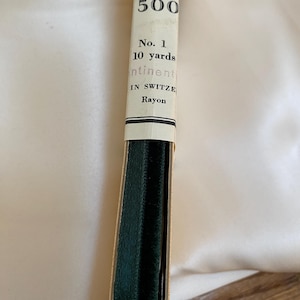 500
No. 1
10 yards
ntinent
IN SWITZE
Rayon